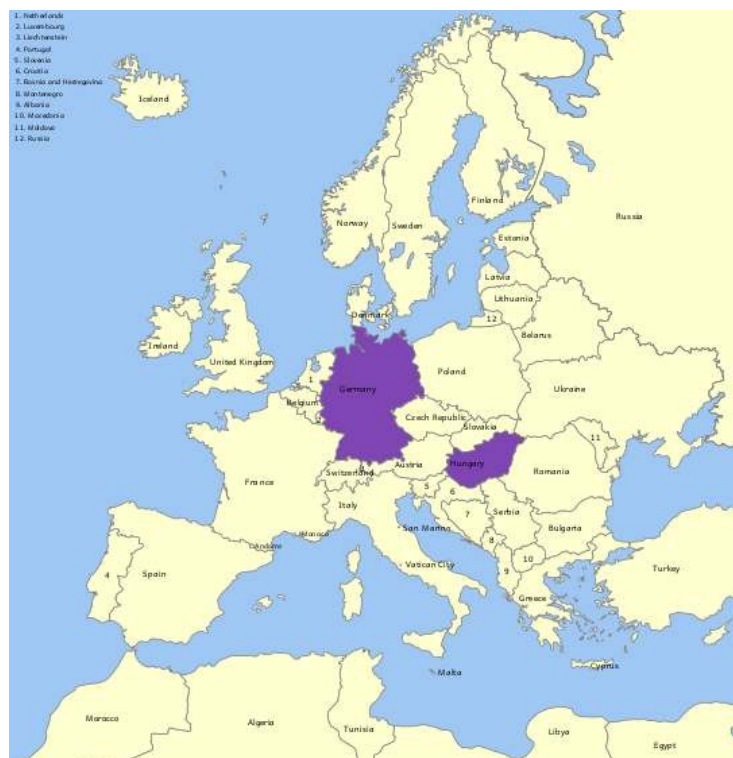 1. Netherlands
2. Luxembourg
3. Liechtenstein
4. Portugal
5. Slovenia
6. Croatia
7. Bosnia and Herzegovina
8. Montenegro
9. Albania
10. Macedonia
11. Moldova
12. Russia
Iceland
Norway
Sweden
Finland
Russia
Estonia
Latvia
Lithuania
12
Denmark
Belarus
Ireland
United Kingdom
1
Germany
Poland
Belgium
Ukraine
Czech Republic
Slovakia
11
France
Switzerland
Austria
Hungary
Romania
5
6
Italy
7
Serbia
San Marino
Monaco
Bulgaria
Andorra
8
10
4
Spain
Vatican City
9
Turkey
Greece
Malta
Cyprus
Morocco
Algeria
Tunisia
Libya
Egypt